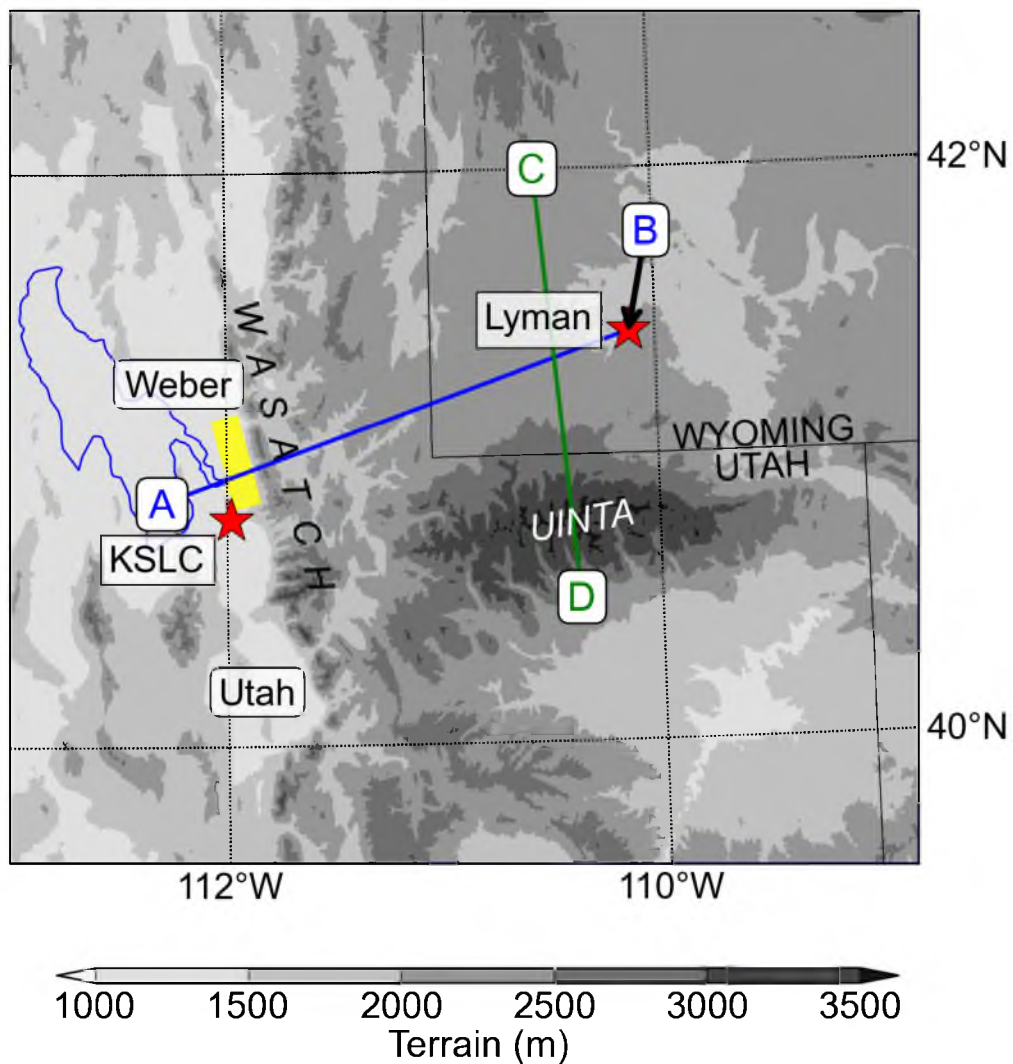 42°N
C
B
Lyman
WASATCH
Weber
WYOMING
UTAH
A
UINTA
KSLC
D
Utah
40°N
112°W
110°W
1000 1500 2000 2500 3000 3500
Terrain (m)